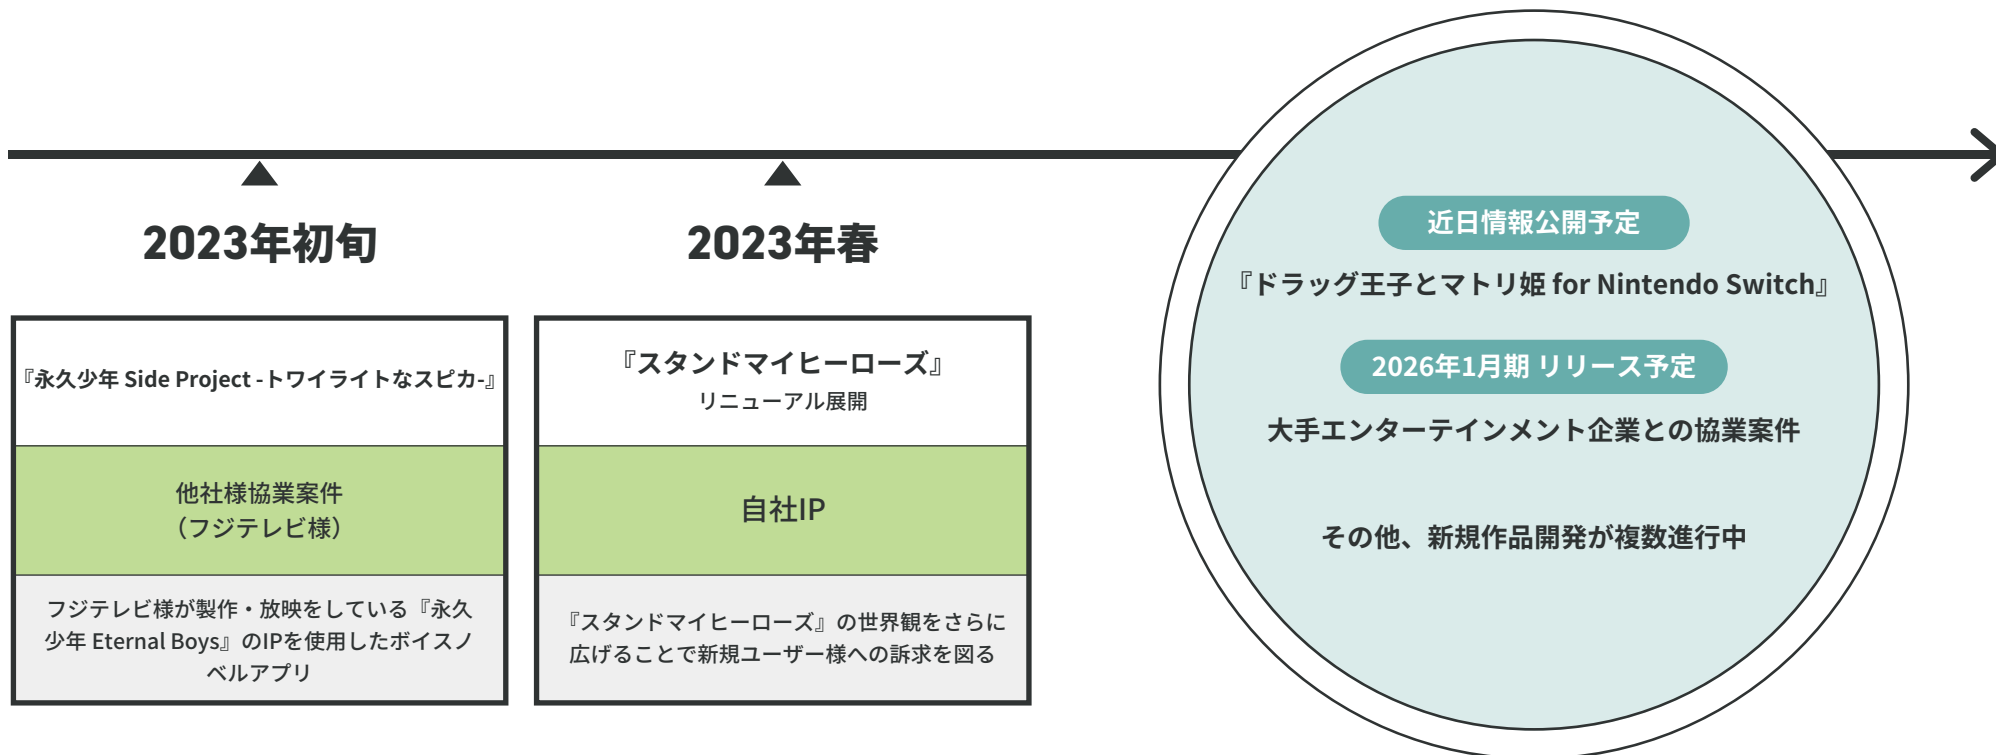 2023年初旬
『永久少年 Side Project -トワイライトなスピカ-』
他社様協業案件
（フジテレビ様）
フジテレビ様が製作・放映をしている『永久
少年 Eternal Boys』のIPを使用したボイスノ
ベルアプリ
2023年春
『スタンドマイヒーローズ』
リニューアル展開
自社IP
『スタンドマイヒーローズ』の世界観をさらに
広げることで新規ユーザー様への訴求を図る
近日情報公開予定
『ドラッグ王子とマトリ姫 for Nintendo Switch』
2026年1月期 リリース予定
大手エンターテインメント企業との協業案件
その他、新規作品開発が複数進行中